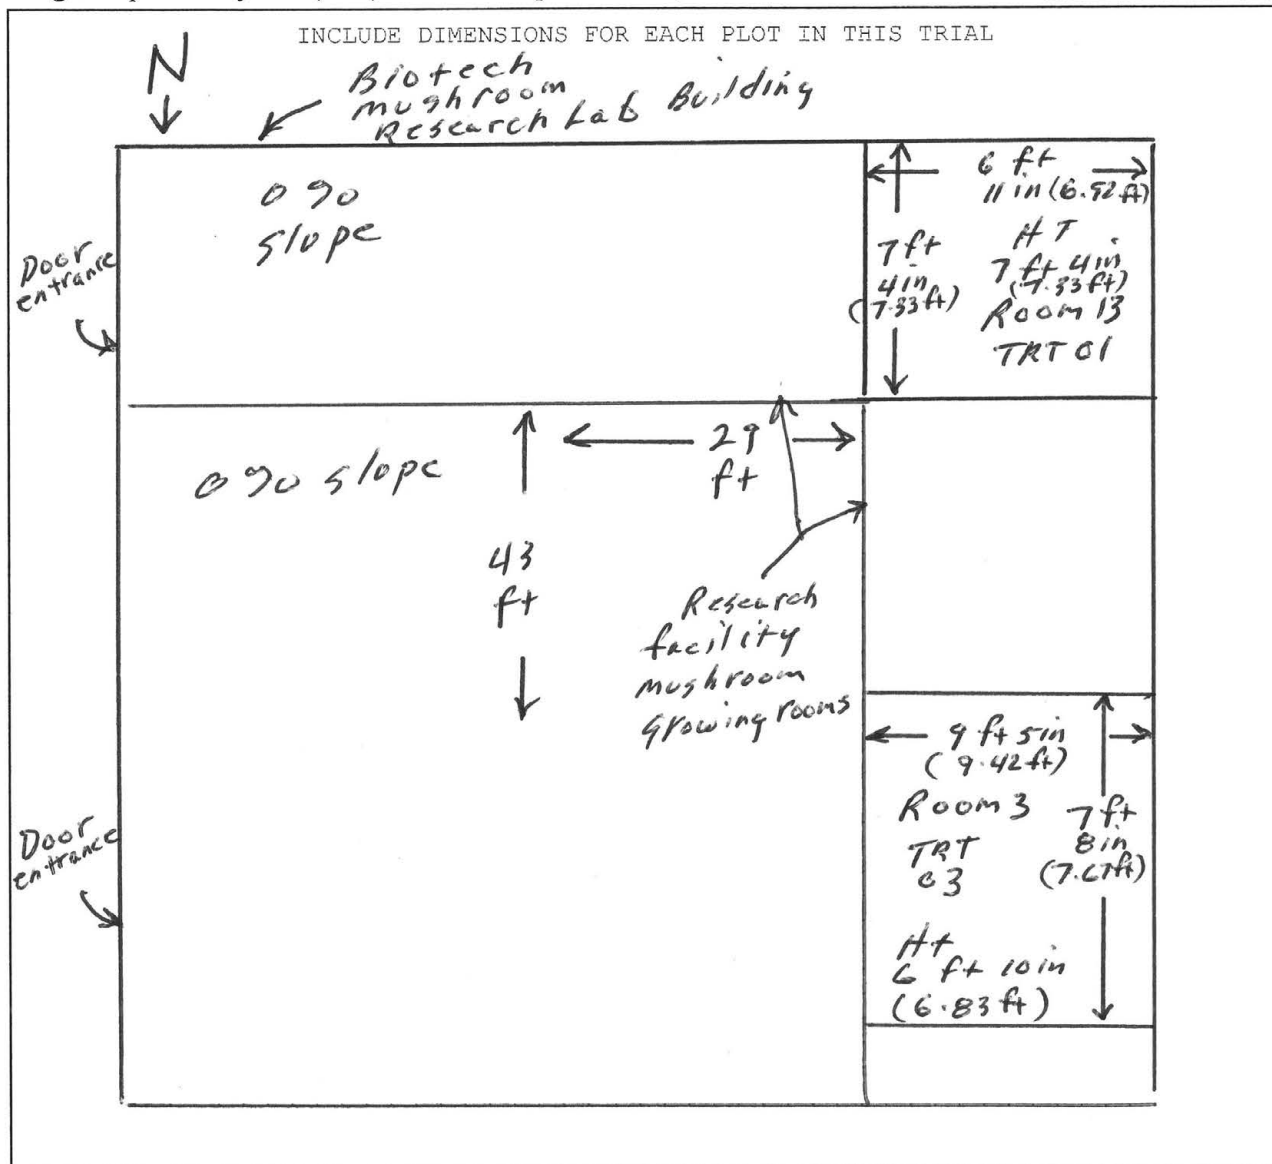 INCLUDE DIMENSIONS FOR EACH PLOT IN THIS TRIAL
N
Biotech
mushroom
Research Lab Building
0 %
slope
Door
entrance
6 ft
11 in (6.92 ft)
7 ft
4 in
(7.33 ft)
HT
7 ft 4 in
(7.33 ft)
Room 13
TRT 01
0 % slope
29
ft
43
ft
Research
facility
mushroom
Growing rooms
9 ft 5 in
(9.42 ft)
Room 3
TRT
03
7 ft
8 in
(7.67 ft)
Ht
6 ft 10 in
(6.83 ft)
Door
entrance